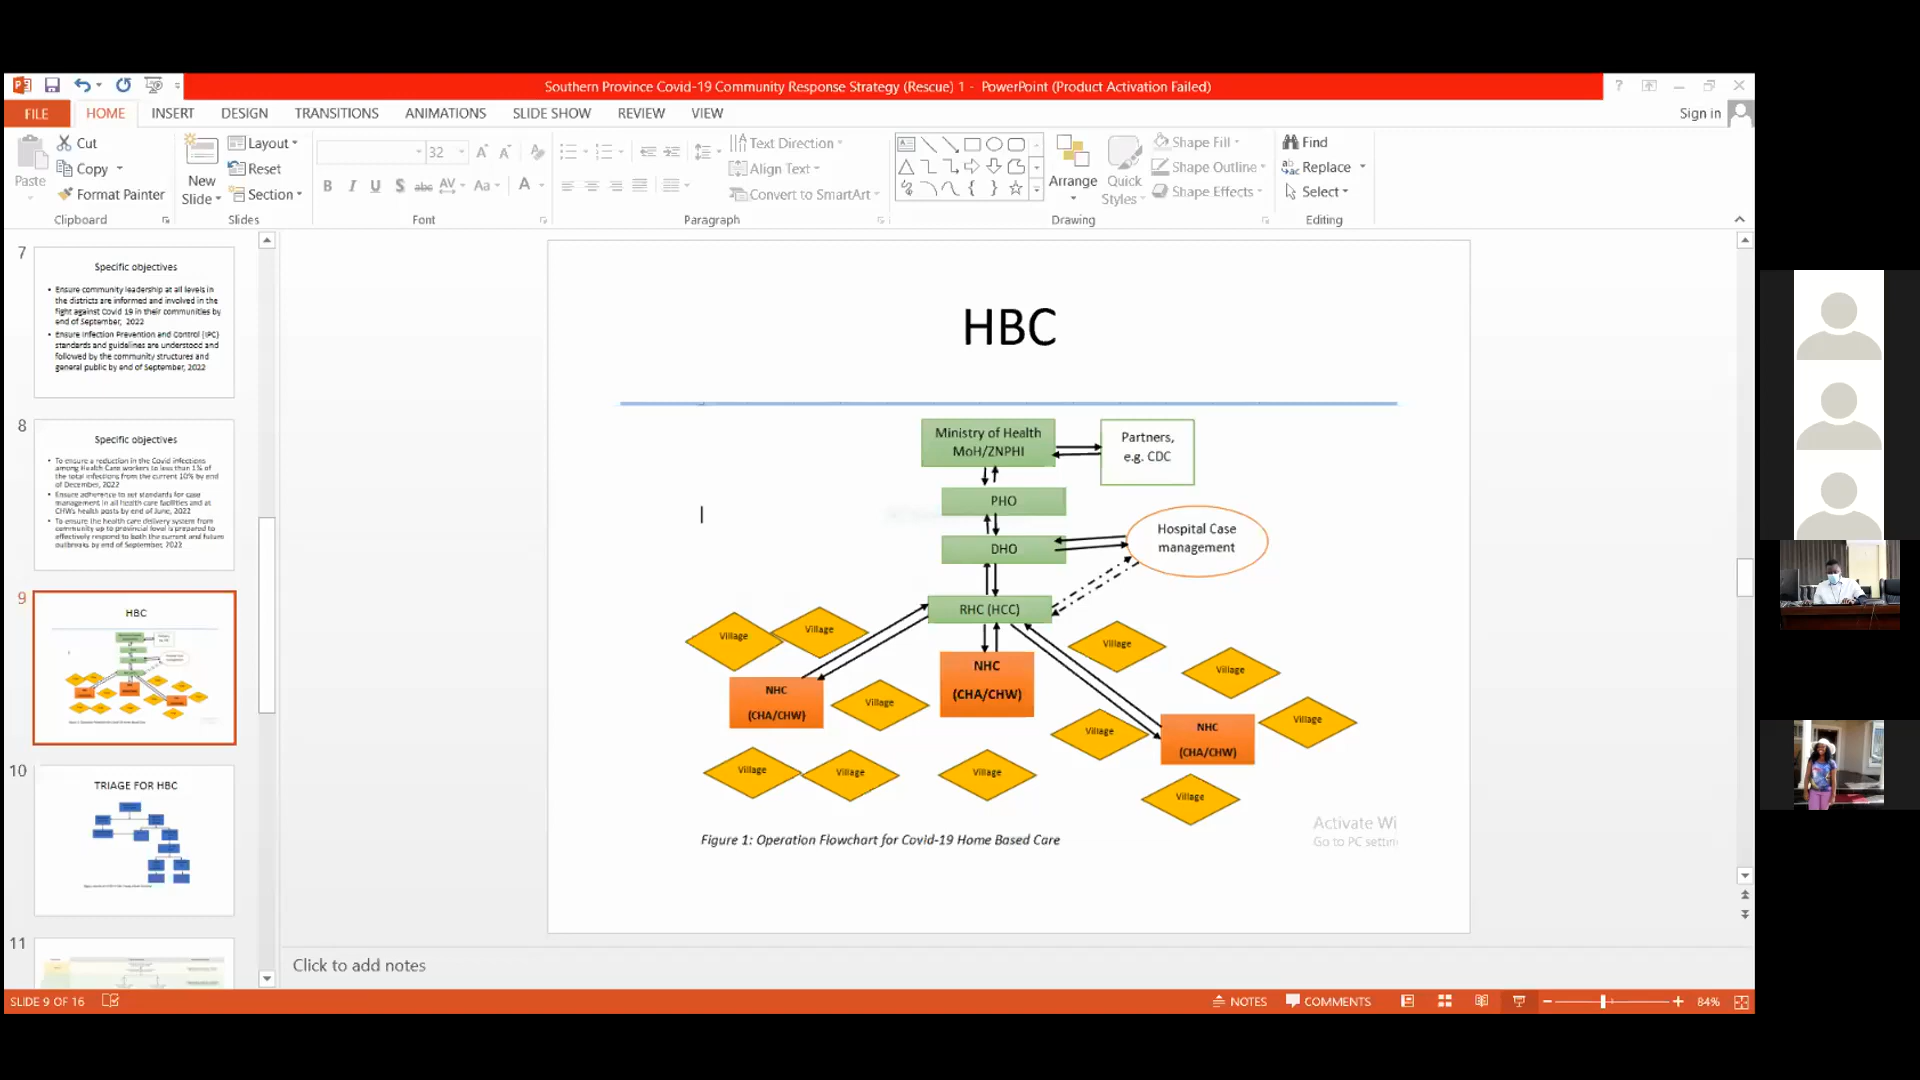 Southern Province Covid-19 Community Response Strategy (Rescue) 1 - PowerPoint (Product Activation Failed)
FILE HOME INSERT DESIGN TRANSITIONS ANIMATIONS SLIDE SHOW REVIEW VIEW
Sign in
Paste
Cut
Copy
Format Painter
Clipboard
New
Slide
Layout
Reset
Section
Slides
32
Font
Text Direction
Align Text
Convert to SmartArt
Paragraph
Arrange
Quick
Styles
Shape Fill
Shape Outline
Shape Effects
Drawing
Find
Replace
Select
Editing
7
Specific objectives
Ensure community leadership at all levels in
the districts are informed and involved in the
fight against Covid 19 in their communities by
end of September, 2022
Ensure Infection Prevention and Control (IPC)
standards and guidelines are understood and
followed by the community structures and
general public by end of September, 2022
8
Specific objectives
To ensure a reduction in the Covid infections
among Health Care workers to less than 1% of
the total infections from the current 10% by end
of December, 2022
Ensure adherence to set standards for case
management in all health care facilities and at
CHWs health posts by end of June, 2022
To ensure the health care delivery system from
community up to provincial level is prepared to
effectively respond to both the current and future
outbreaks by end of September, 2022
9
HBC
10
TRIAGE FOR HBC
11
HBC
Ministry of Health
MoH/ZNPHI
Partners,
e.g. CDC
PHO
Hospital Case
management
DHO
RHC (HCC)
Village
Village
Village
Village
NHC
(CHA/CHW)
NHC
(CHA/CHW)
Village
Village
Village
NHC
(CHA/CHW)
Village
Village
Village
Village
Figure 1: Operation Flowchart for Covid-19 Home Based Care
Activate Wi
Go to PC settin
Click to add notes
SLIDE 9 OF 16
NOTES
COMMENTS
84%